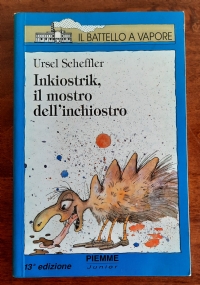 IL BATTELLO A VAPORE
Ursel Scheffler
Inkiostrik,
il mostro
dell'inchiostro
13ª edizione
PIEMME
Junior